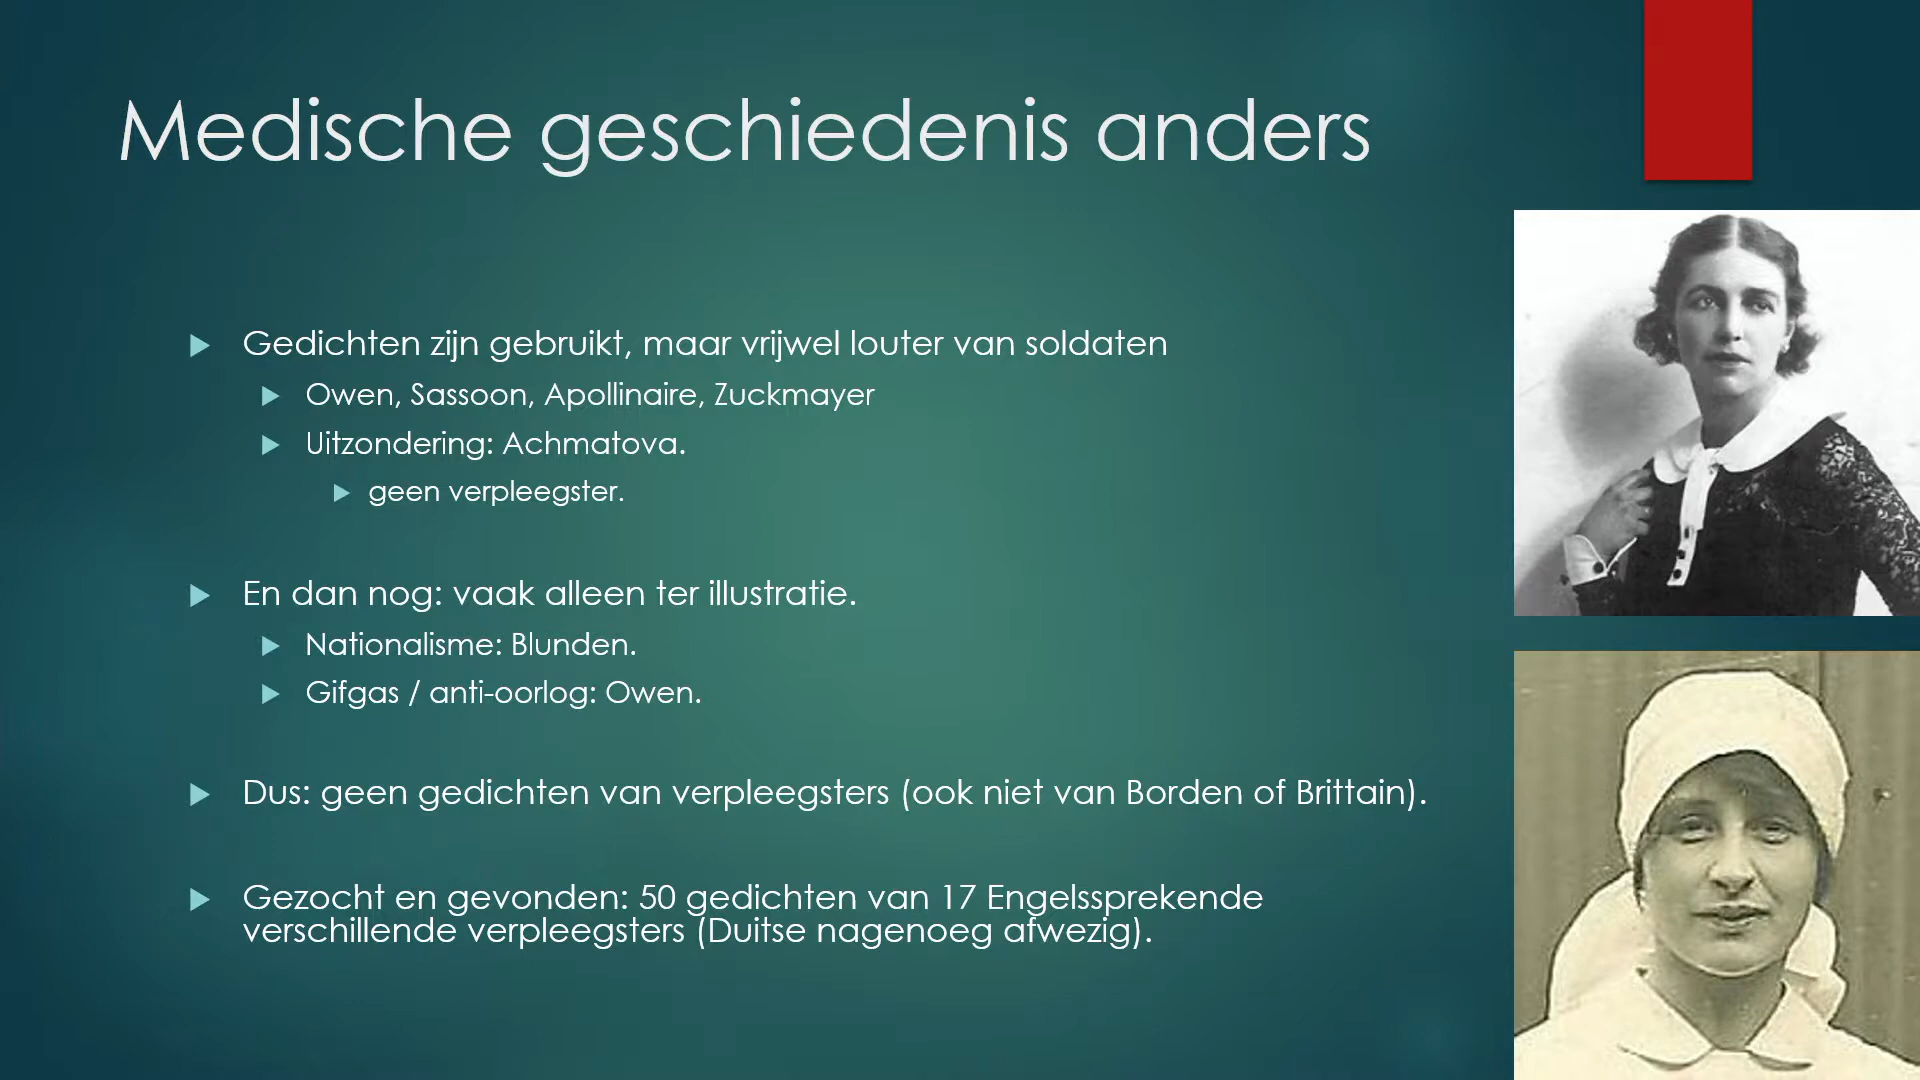 Medische geschiedenis anders
Gedichten zijn gebruikt, maar vrijwel louter van soldaten
Owen, Sassoon, Apollinaire, Zuckmayer
Uitzondering: Achmatova.
geen verpleegster.
En dan nog: vaak alleen ter illustratie.
Nationalisme: Blunden.
Gifgas / anti-oorlog: Owen.
Dus: geen gedichten van verpleegsters (ook niet van Borden of Brittain).
Gezocht en gevonden: 50 gedichten van 17 Engelssprekende
verschillende verpleegsters (Duitse nagenoeg afwezig).